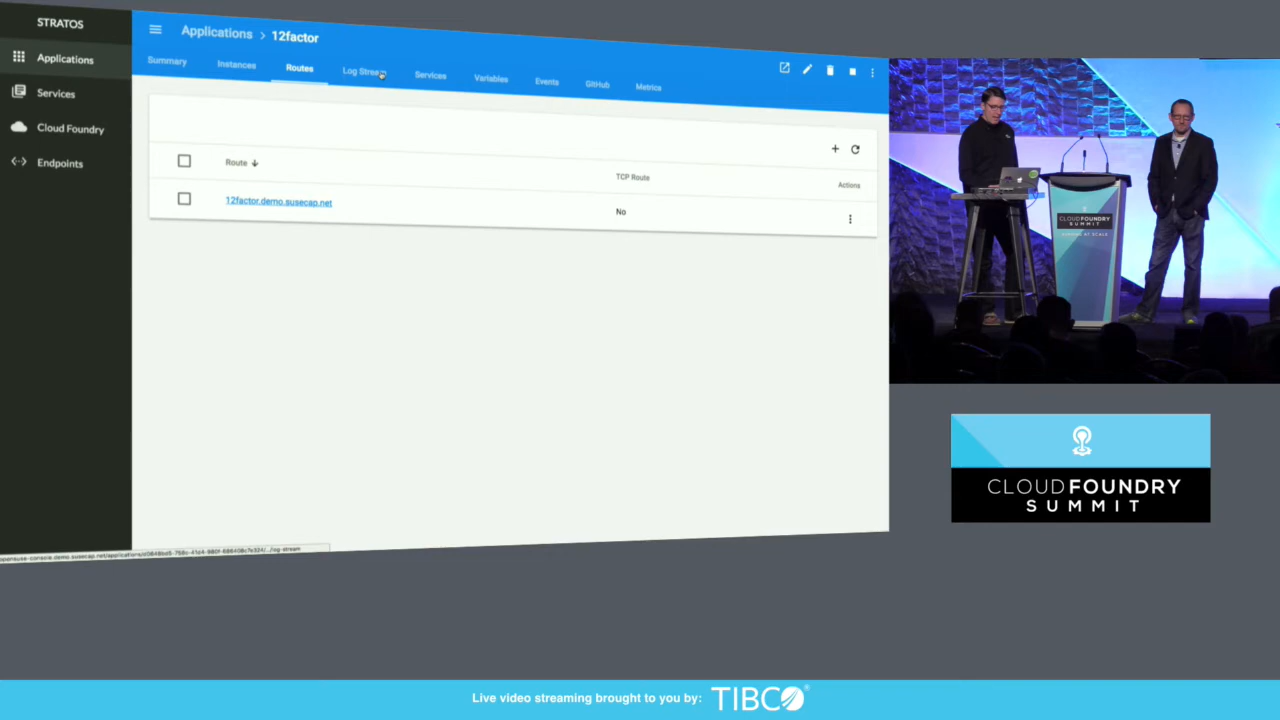 STRATOS
Applications
Services
Cloud Foundry
Endpoints
Applications > 12factor
Summary
Instances
Routes
Log Stream
Services
Variables
Events
GitHub
Metrics
Route
TCP Route
Actions
12factor.demo.susecap.net
No
CLOUD FOUNDRY
SUMMIT
CLOUD FOUNDRY
SUMMIT
Live video streaming brought to you by: TIBCO®